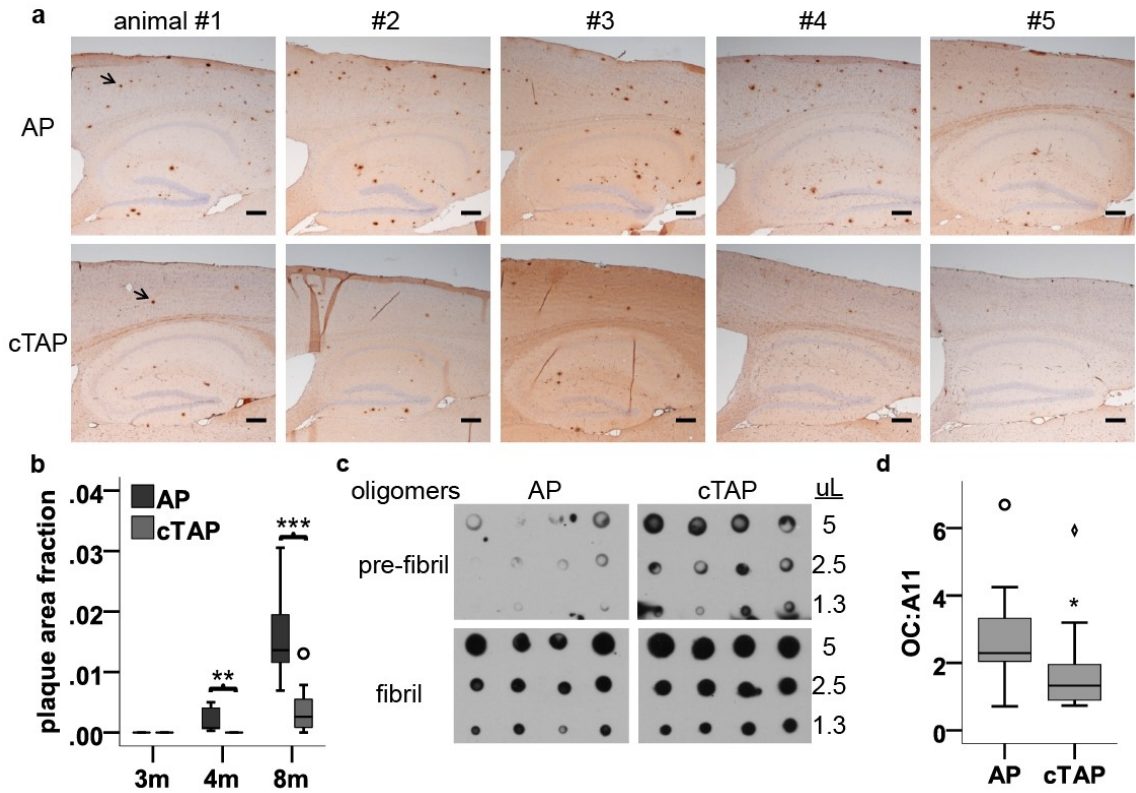 a
animal #1 #2 #3 #4 #5
AP
cTAP
b
plaque area fraction
.04
.03
.02
.01
.00
AP
cTAP
**
***
3m 4m 8m
c
oligomers AP cTAP uL
pre-fibril
5
2.5
1.3
fibril
5
2.5
1.3
d
OC:A11
6
4
2
0
*
AP cTAP